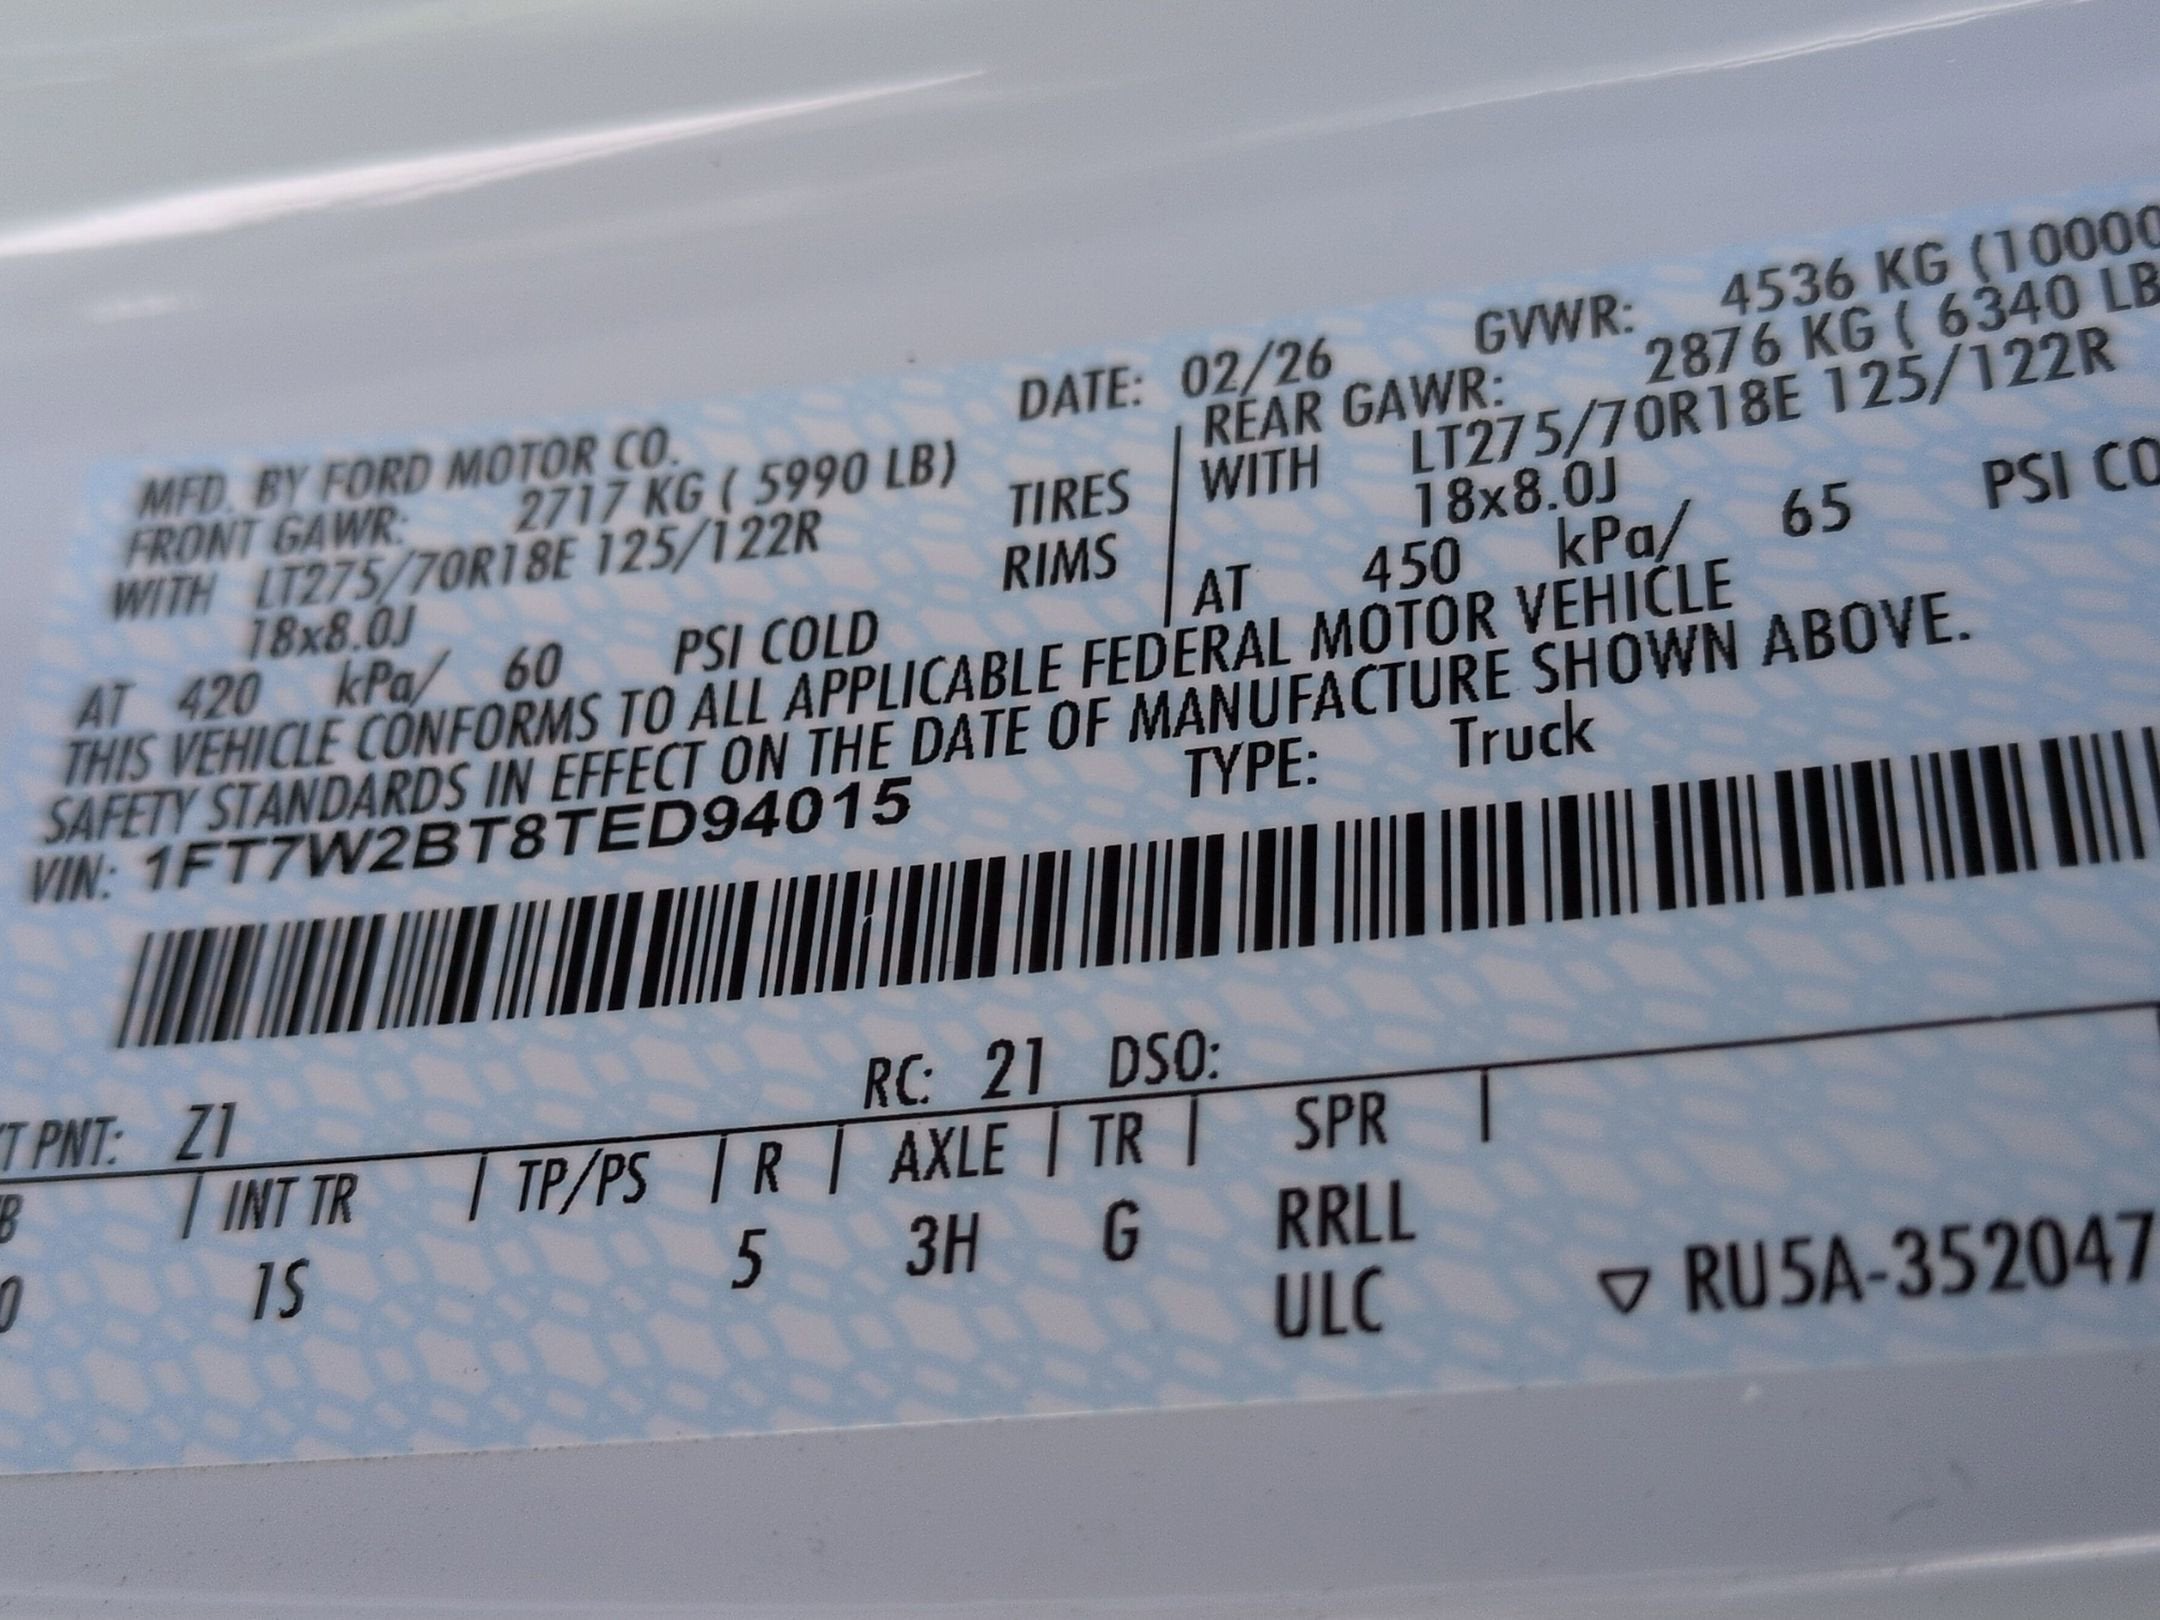 MFD. BY FORD MOTOR CO. DATE: 02/26 GVWR: 4536 KG (10000
FRONT GAWR: 2717 KG ( 5990 LB) REAR GAWR: 2876 KG ( 6340 LB
WITH LT275/70R18E 125/122R TIRES WITH LT275/70R18E 125/122R
18x8.0J RIMS 18x8.0J
AT 420 kPa/ 60 PSI COLD AT 450 kPa/ 65 PSI CO
THIS VEHICLE CONFORMS TO ALL APPLICABLE FEDERAL MOTOR VEHICLE
SAFETY STANDARDS IN EFFECT ON THE DATE OF MANUFACTURE SHOWN ABOVE.
VIN: 1FT7W2BT8TED94015 TYPE: Truck
T PNT: Z1 RC: 21 DSO:
B | INT TR | TP/PS | R | AXLE | TR | SPR |
0 1S 5 3H G RRLL
ULC ▽ RU5A-352047